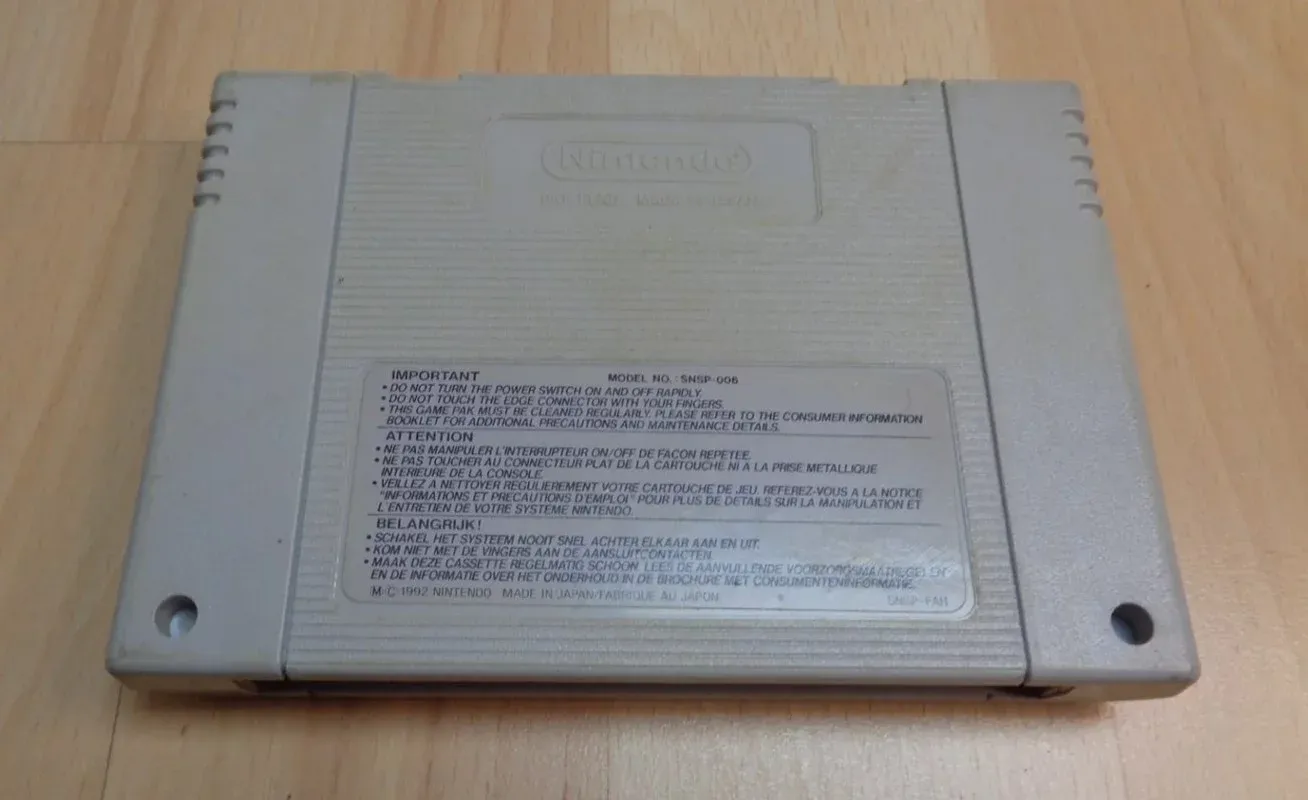 Nintendo®
IMPORTANT MODEL NO.: SNSP-006
• DO NOT TURN THE POWER SWITCH ON AND OFF RAPIDLY.
• DO NOT TOUCH THE EDGE CONNECTOR WITH YOUR FINGERS.
• THIS GAME PAK MUST BE CLEANED REGULARLY. PLEASE REFER TO THE CONSUMER INFORMATION
BOOKLET FOR ADDITIONAL PRECAUTIONS AND MAINTENANCE DETAILS.
ATTENTION
• NE PAS MANIPULER L'INTERRUPTEUR ON/OFF DE FACON REPETEE.
• NE PAS TOUCHER AU CONNECTEUR PLAT DE LA CARTOUCHE NI A LA PRISE METALLIQUE
INTERIEURE DE LA CONSOLE.
• VEILLEZ A NETTOYER REGULIEREMENT VOTRE CARTOUCHE DE JEU. REFEREZ-VOUS A LA NOTICE
"INFORMATIONS ET PRECAUTIONS D'EMPLOI" POUR PLUS DE DETAILS SUR LA MANIPULATION ET
L'ENTRETIEN DE VOTRE SYSTEME NINTENDO.
BELANGRIJK!
• SCHAKEL HET SYSTEEM NOOIT SNEL ACHTER ELKAAR AAN EN UIT.
• KOM NIET MET DE VINGERS AAN DE AANSLUITCONTACTEN.
• MAAK DEZE CASSETTE REGELMATIG SCHOON. LEES DE AANVULLENDE VOORZORGSMAATREGELEN
EN DE INFORMATIE OVER HET ONDERHOUD IN DE BROCHURE MET CONSUMENTENINFORMATIE.
M·C 1992 NINTENDO MADE IN JAPAN/FABRIQUE AU JAPON SNSP-FAH